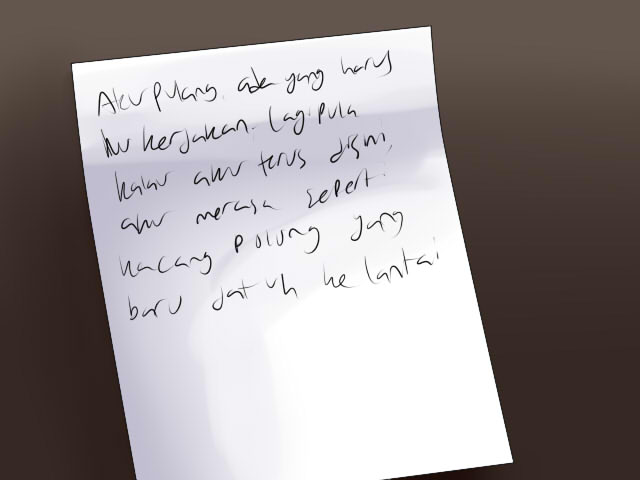 Aku pulang, ada yang harus
ku kerjakan. Lagipula
kalau aku terus disini,
aku merasa seperti
kacang polong yang
baru jatuh ke lantai